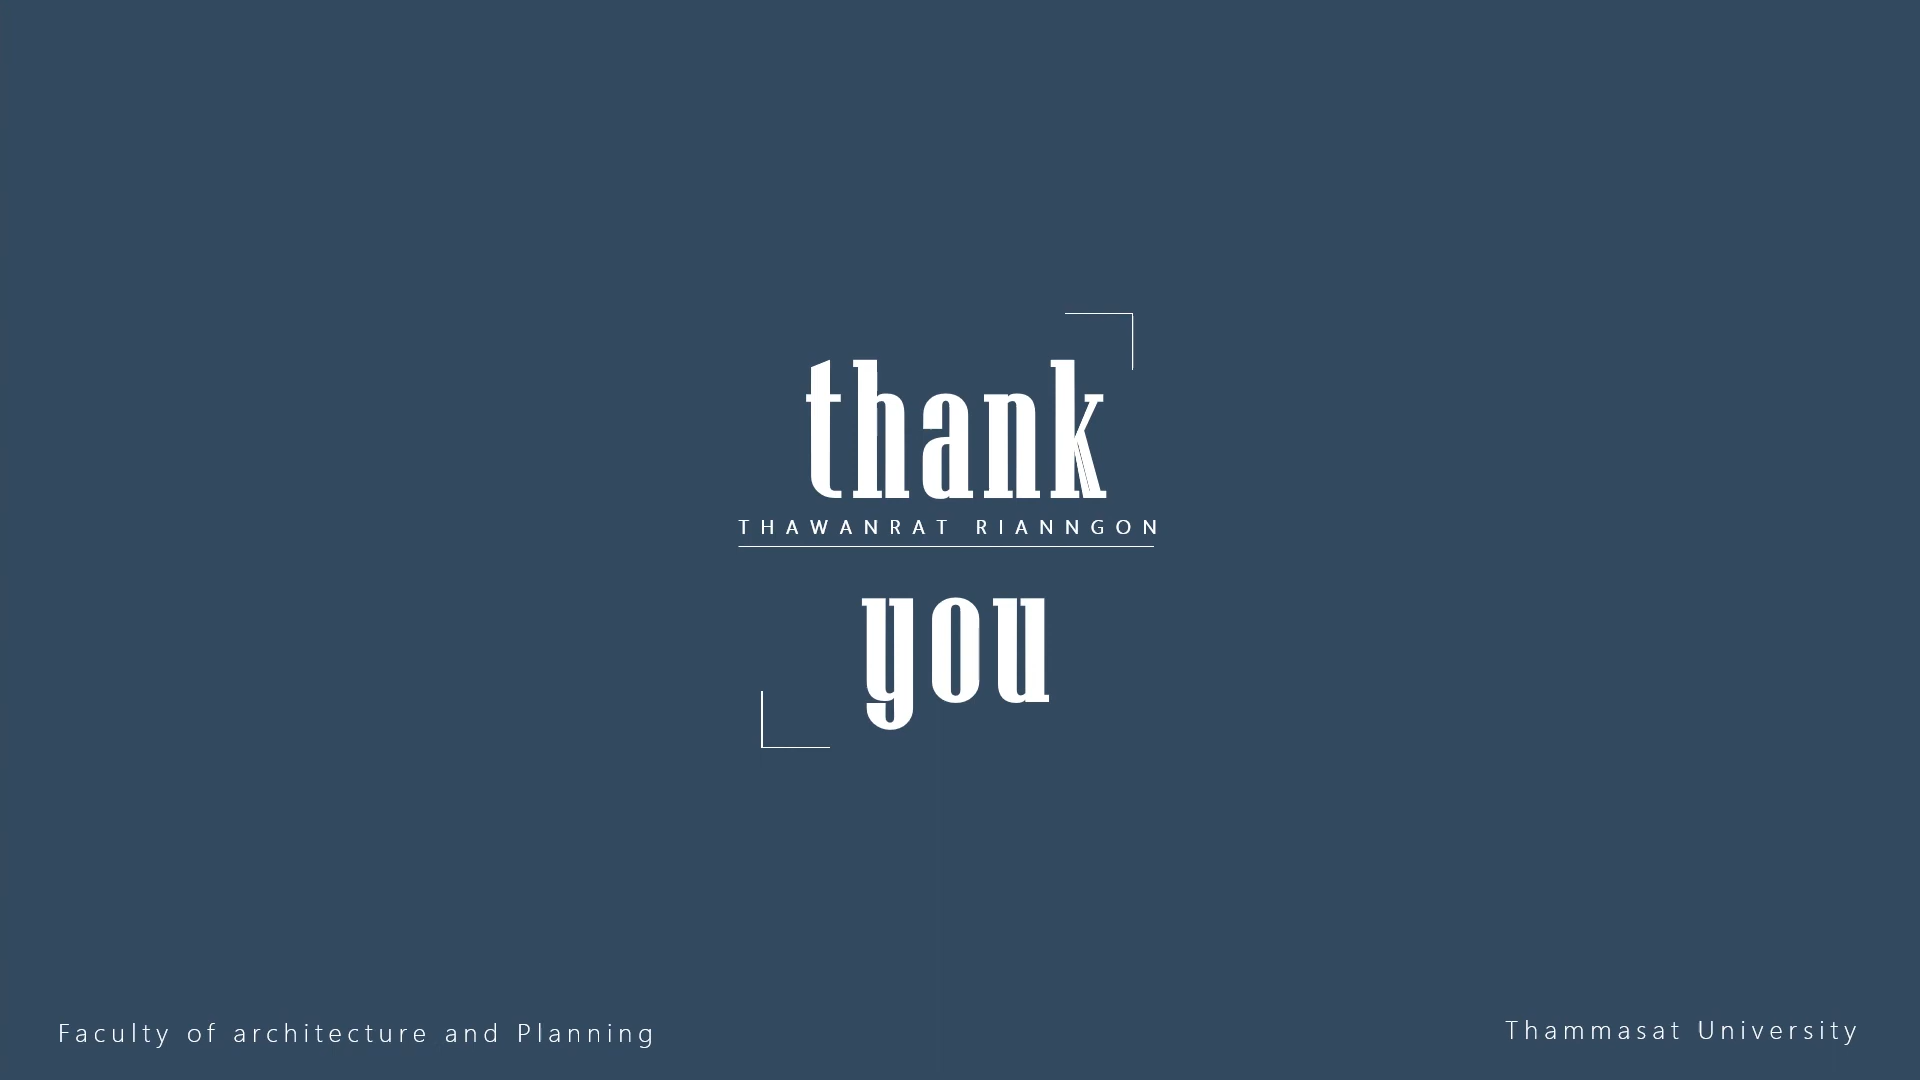 thank
THAWANRAT RIANNGON
you
Faculty of architecture and Planning
Thammasat University